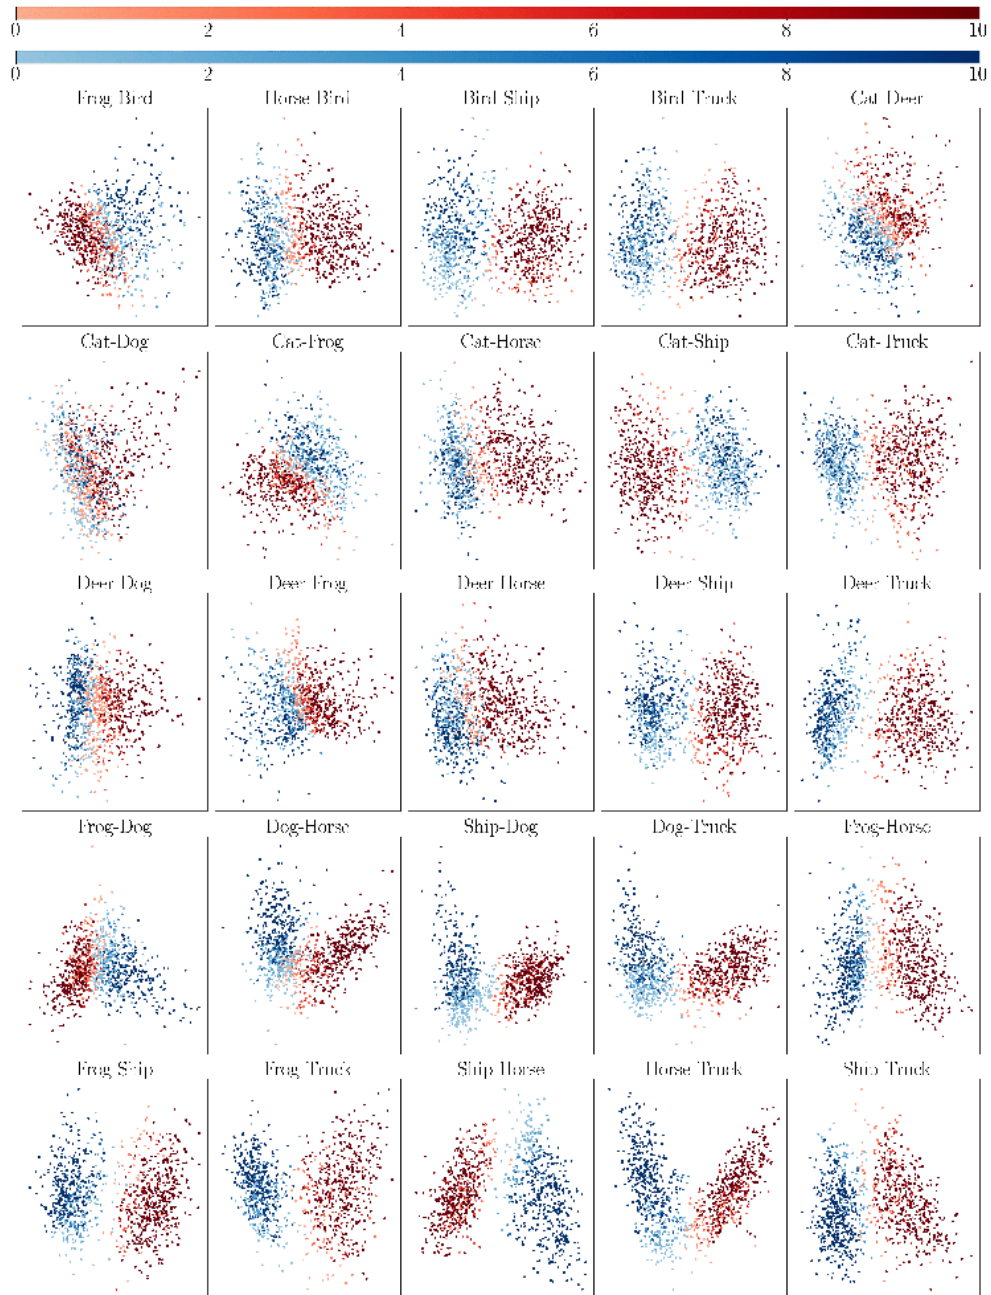 0 2 4 6 8 10
0 2 4 6 8 10
Frog-Bird Horse-Bird Bird-Ship Bird-Truck Cat-Deer
Cat-Dog Cat-Frog Cat-Horse Cat-Ship Cat-Truck
Deer-Dog Deer-Frog Deer-Horse Deer-Ship Deer-Truck
Frog-Dog Dog-Horse Ship-Dog Dog-Truck Frog-Horse
Frog-Ship Frog-Truck Ship-Horse Horse-Truck Ship-Truck